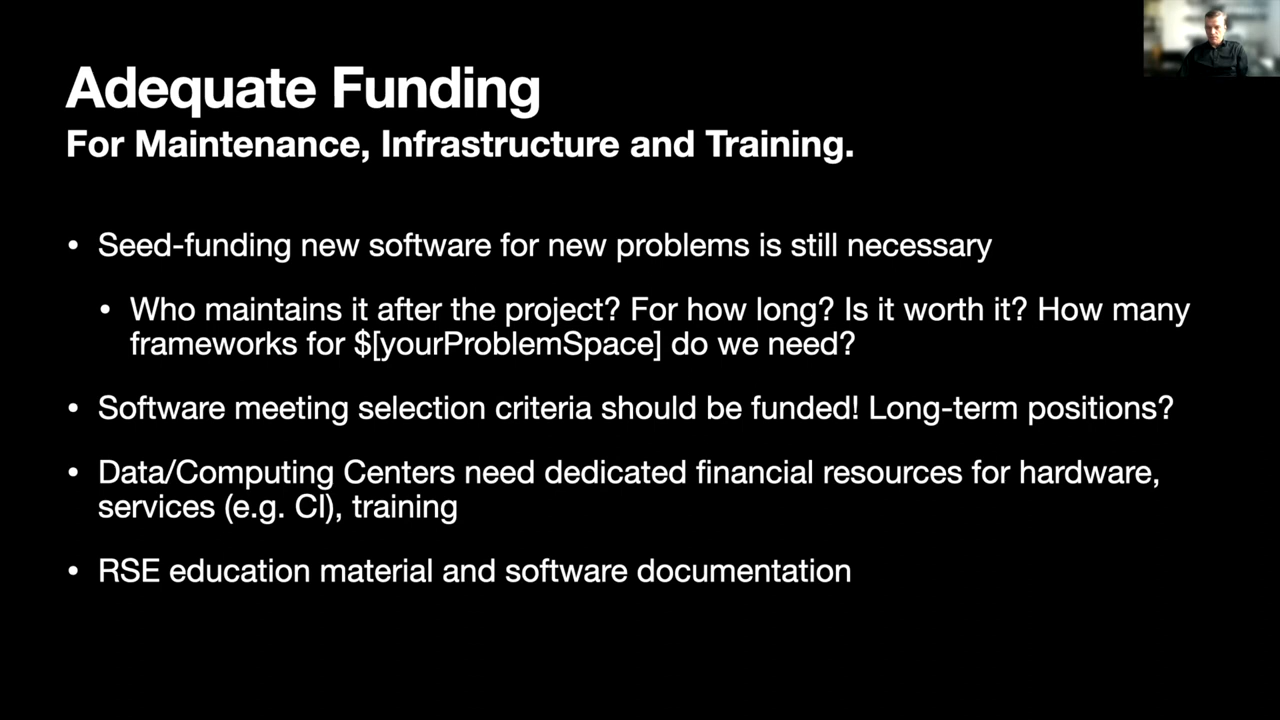 Adequate Funding
For Maintenance, Infrastructure and Training.
• Seed-funding new software for new problems is still necessary
• Who maintains it after the project? For how long? Is it worth it? How many
frameworks for $[yourProblemSpace] do we need?
• Software meeting selection criteria should be funded! Long-term positions?
• Data/Computing Centers need dedicated financial resources for hardware,
services (e.g. CI), training
• RSE education material and software documentation